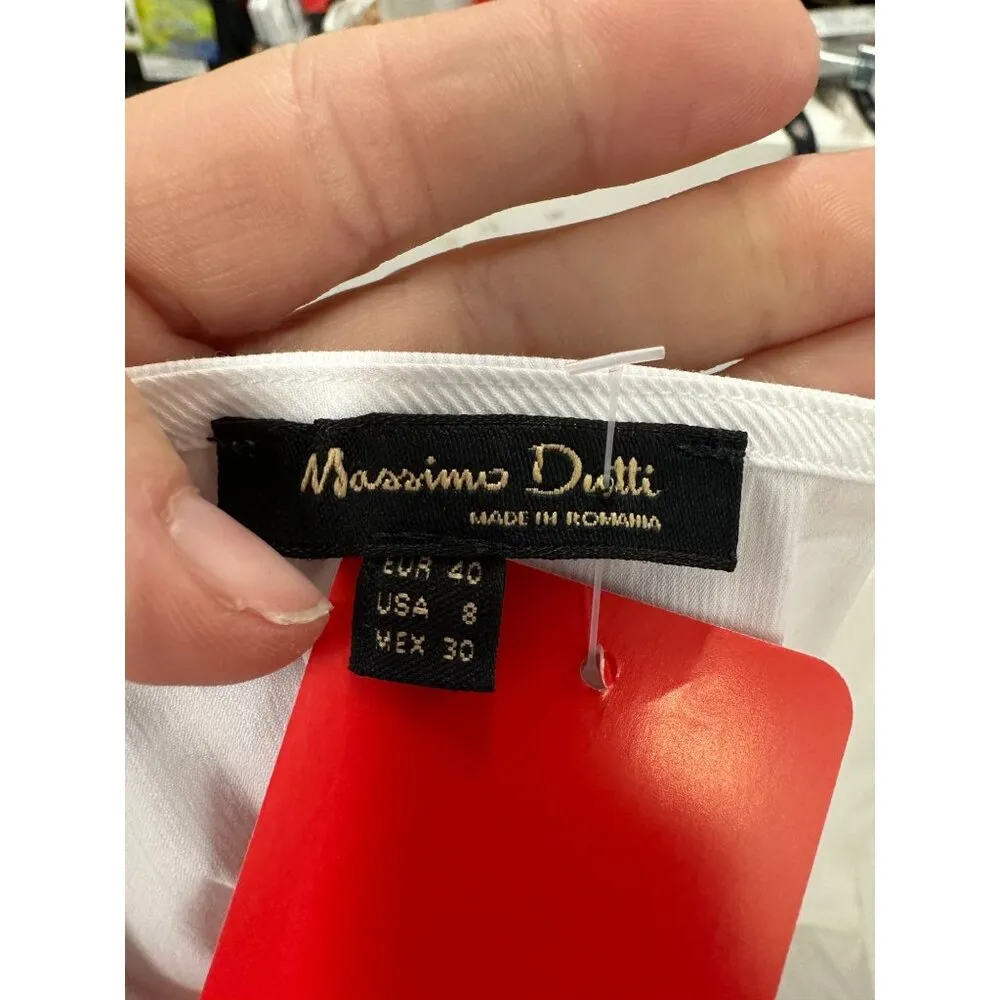 Massimo Dutti
MADE IN ROMANIA
EUR 40
USA 8
MEX 30